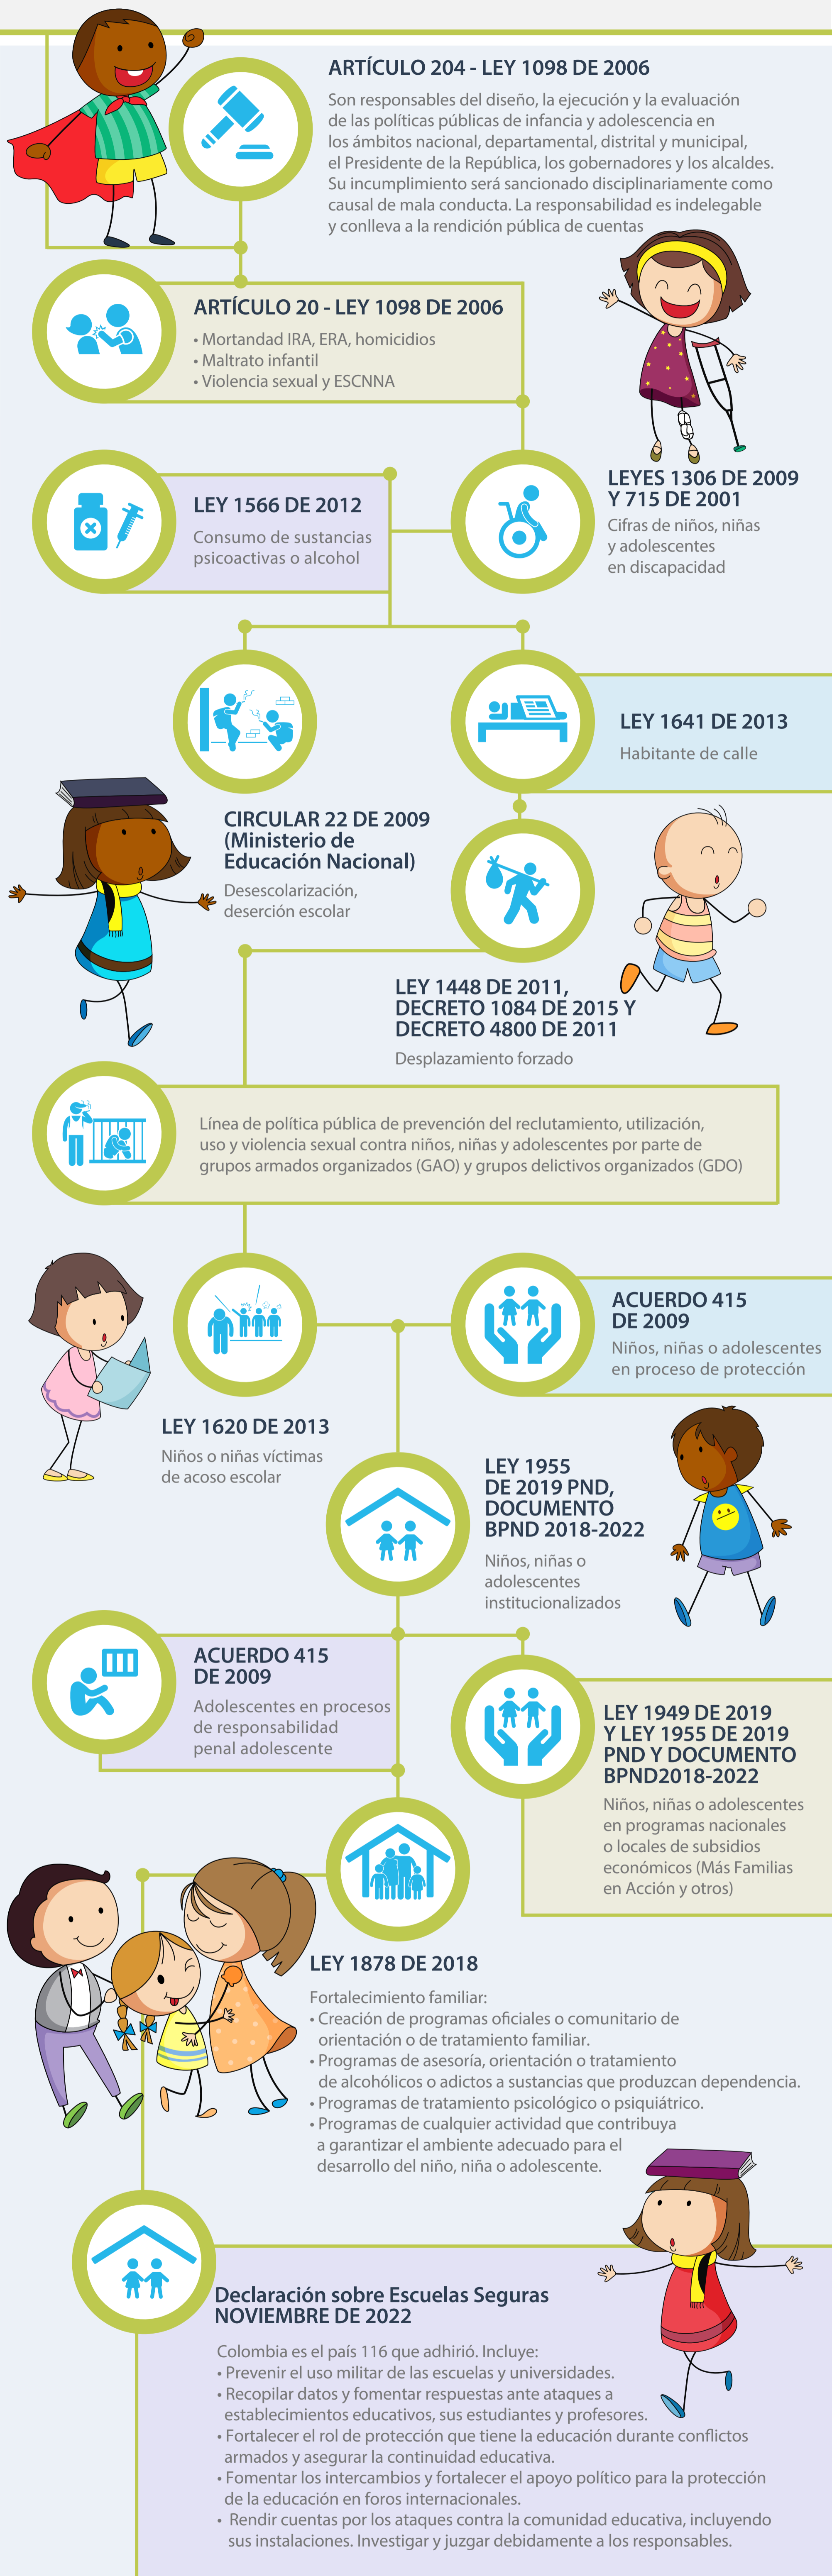 ARTÍCULO 204 - LEY 1098 DE 2006
Son responsables del diseño, la ejecución y la evaluación
de las políticas públicas de infancia y adolescencia en
los ámbitos nacional, departamental, distrital y municipal,
el Presidente de la República, los gobernadores y los alcaldes.
Su incumplimiento será sancionado disciplinariamente como
causal de mala conducta. La responsabilidad es indelegable
y conlleva a la rendición pública de cuentas
ARTÍCULO 20 - LEY 1098 DE 2006
• Mortandad IRA, ERA, homicidios
• Maltrato infantil
• Violencia sexual y ESCNNA
LEYES 1306 DE 2009
Y 715 DE 2001
Cifras de niños, niñas
y adolescentes
en discapacidad
LEY 1566 DE 2012
Consumo de sustancias
psicoactivas o alcohol
LEY 1641 DE 2013
Habitante de calle
CIRCULAR 22 DE 2009
(Ministerio de
Educación Nacional)
Desescolarización,
deserción escolar
LEY 1448 DE 2011,
DECRETO 1084 DE 2015 Y
DECRETO 4800 DE 2011
Desplazamiento forzado
Línea de política pública de prevención del reclutamiento, utilización,
uso y violencia sexual contra niños, niñas y adolescentes por parte de
grupos armados organizados (GAO) y grupos delictivos organizados (GDO)
ACUERDO 415
DE 2009
Niños, niñas o adolescentes
en proceso de protección
LEY 1620 DE 2013
Niños o niñas víctimas
de acoso escolar
LEY 1955
DE 2019 PND,
DOCUMENTO
BPND 2018-2022
Niños, niñas o
adolescentes
institucionalizados
ACUERDO 415
DE 2009
Adolescentes en procesos
de responsabilidad
penal adolescente
LEY 1949 DE 2019
Y LEY 1955 DE 2019
PND Y DOCUMENTO
BPND2018-2022
Niños, niñas o adolescentes
en programas nacionales
o locales de subsidios
económicos (Más Familias
en Acción y otros)
LEY 1878 DE 2018
Fortalecimiento familiar:
• Creación de programas oficiales o comunitario de
orientación o de tratamiento familiar.
• Programas de asesoría, orientación o tratamiento
de alcohólicos o adictos a sustancias que produzcan dependencia.
• Programas de tratamiento psicológico o psiquiátrico.
• Programas de cualquier actividad que contribuya
a garantizar el ambiente adecuado para el
desarrollo del niño, niña o adolescente.
Declaración sobre Escuelas Seguras
NOVIEMBRE DE 2022
Colombia es el país 116 que adhirió. Incluye:
• Prevenir el uso militar de las escuelas y universidades.
• Recopilar datos y fomentar respuestas ante ataques a
establecimientos educativos, sus estudiantes y profesores.
• Fortalecer el rol de protección que tiene la educación durante conflictos
armados y asegurar la continuidad educativa.
• Fomentar los intercambios y fortalecer el apoyo político para la protección
de la educación en foros internacionales.
• Rendir cuentas por los ataques contra la comunidad educativa, incluyendo
sus instalaciones. Investigar y juzgar debidamente a los responsables.